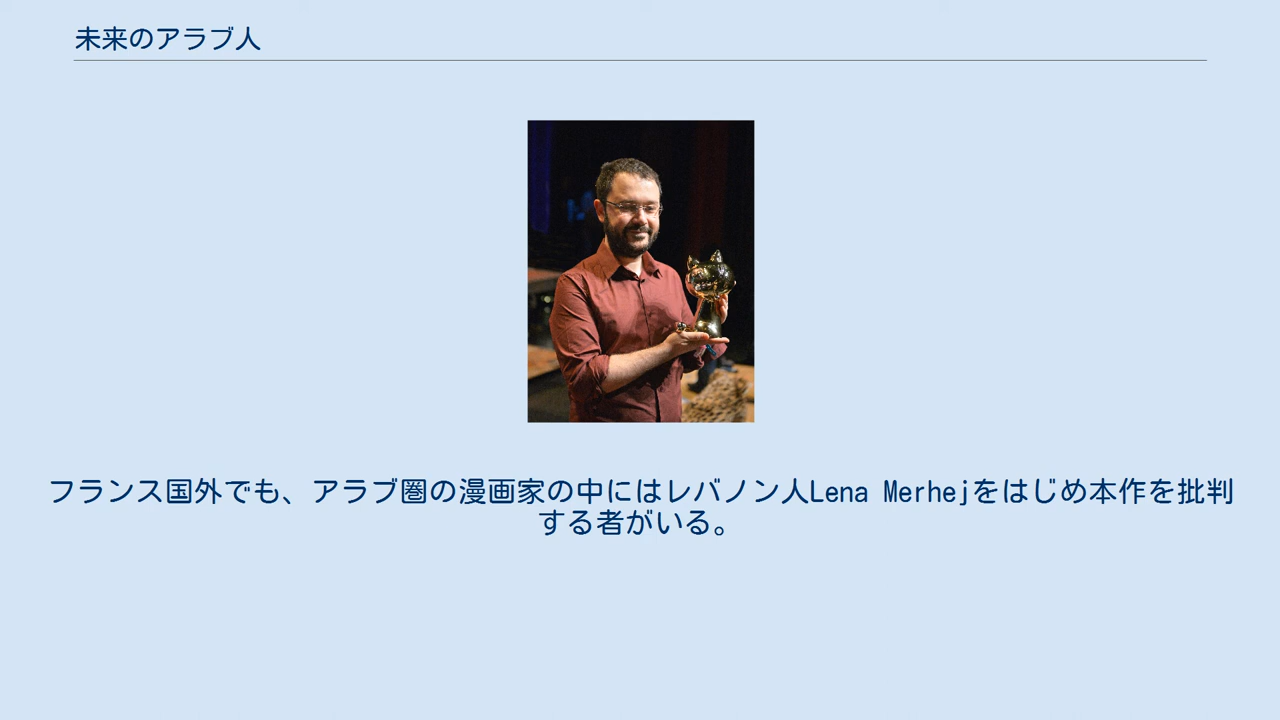 未来のアラブ人
フランス国外でも、アラブ圏の漫画家の中にはレバノン人Lena Merhejをはじめ本作を批判
する者がいる。